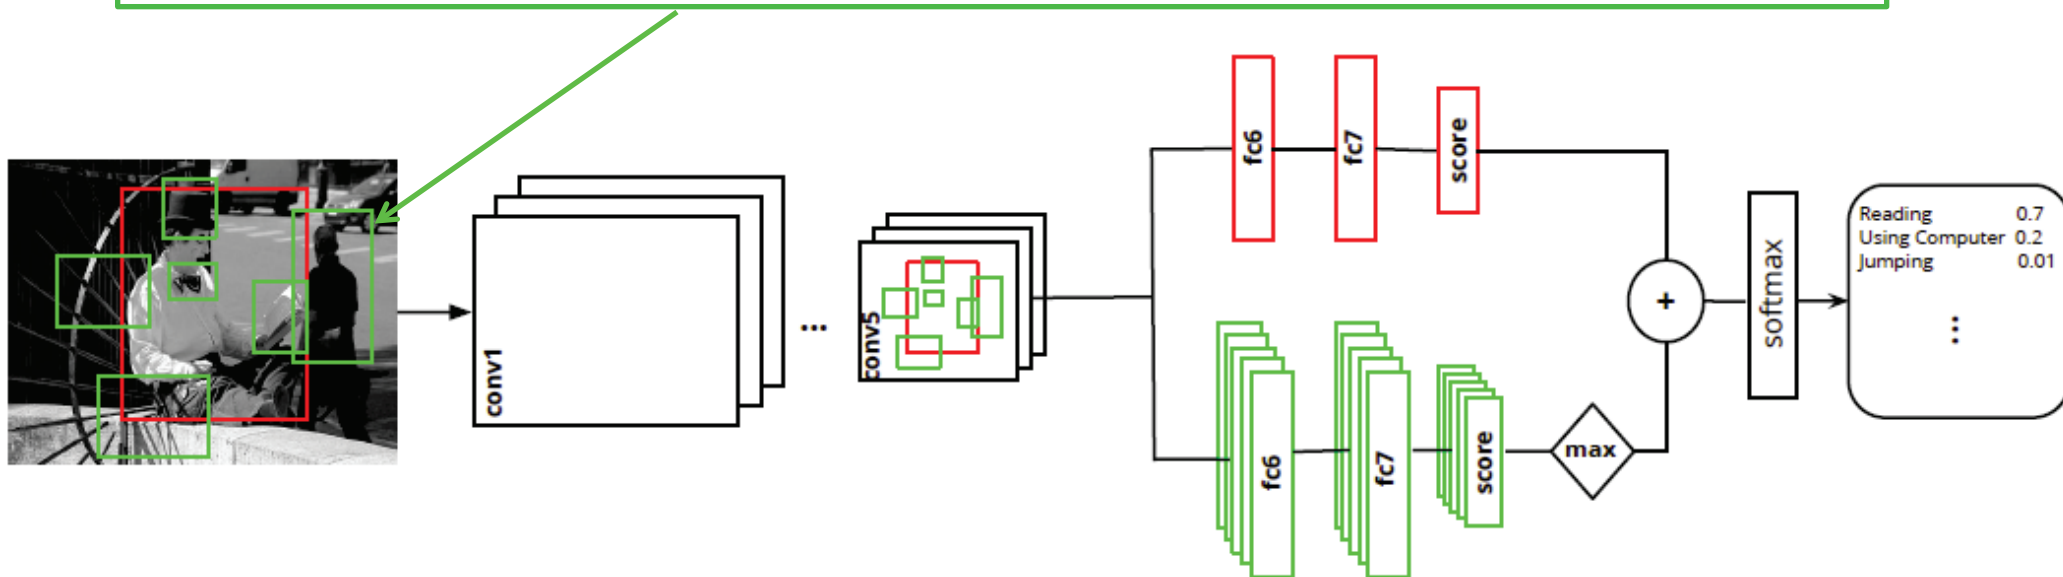 fc6
fc7
score
conv1
...
conv5
fc6
fc7
score
max
+
softmax
Reading 0.7
Using Computer 0.2
Jumping 0.01
...